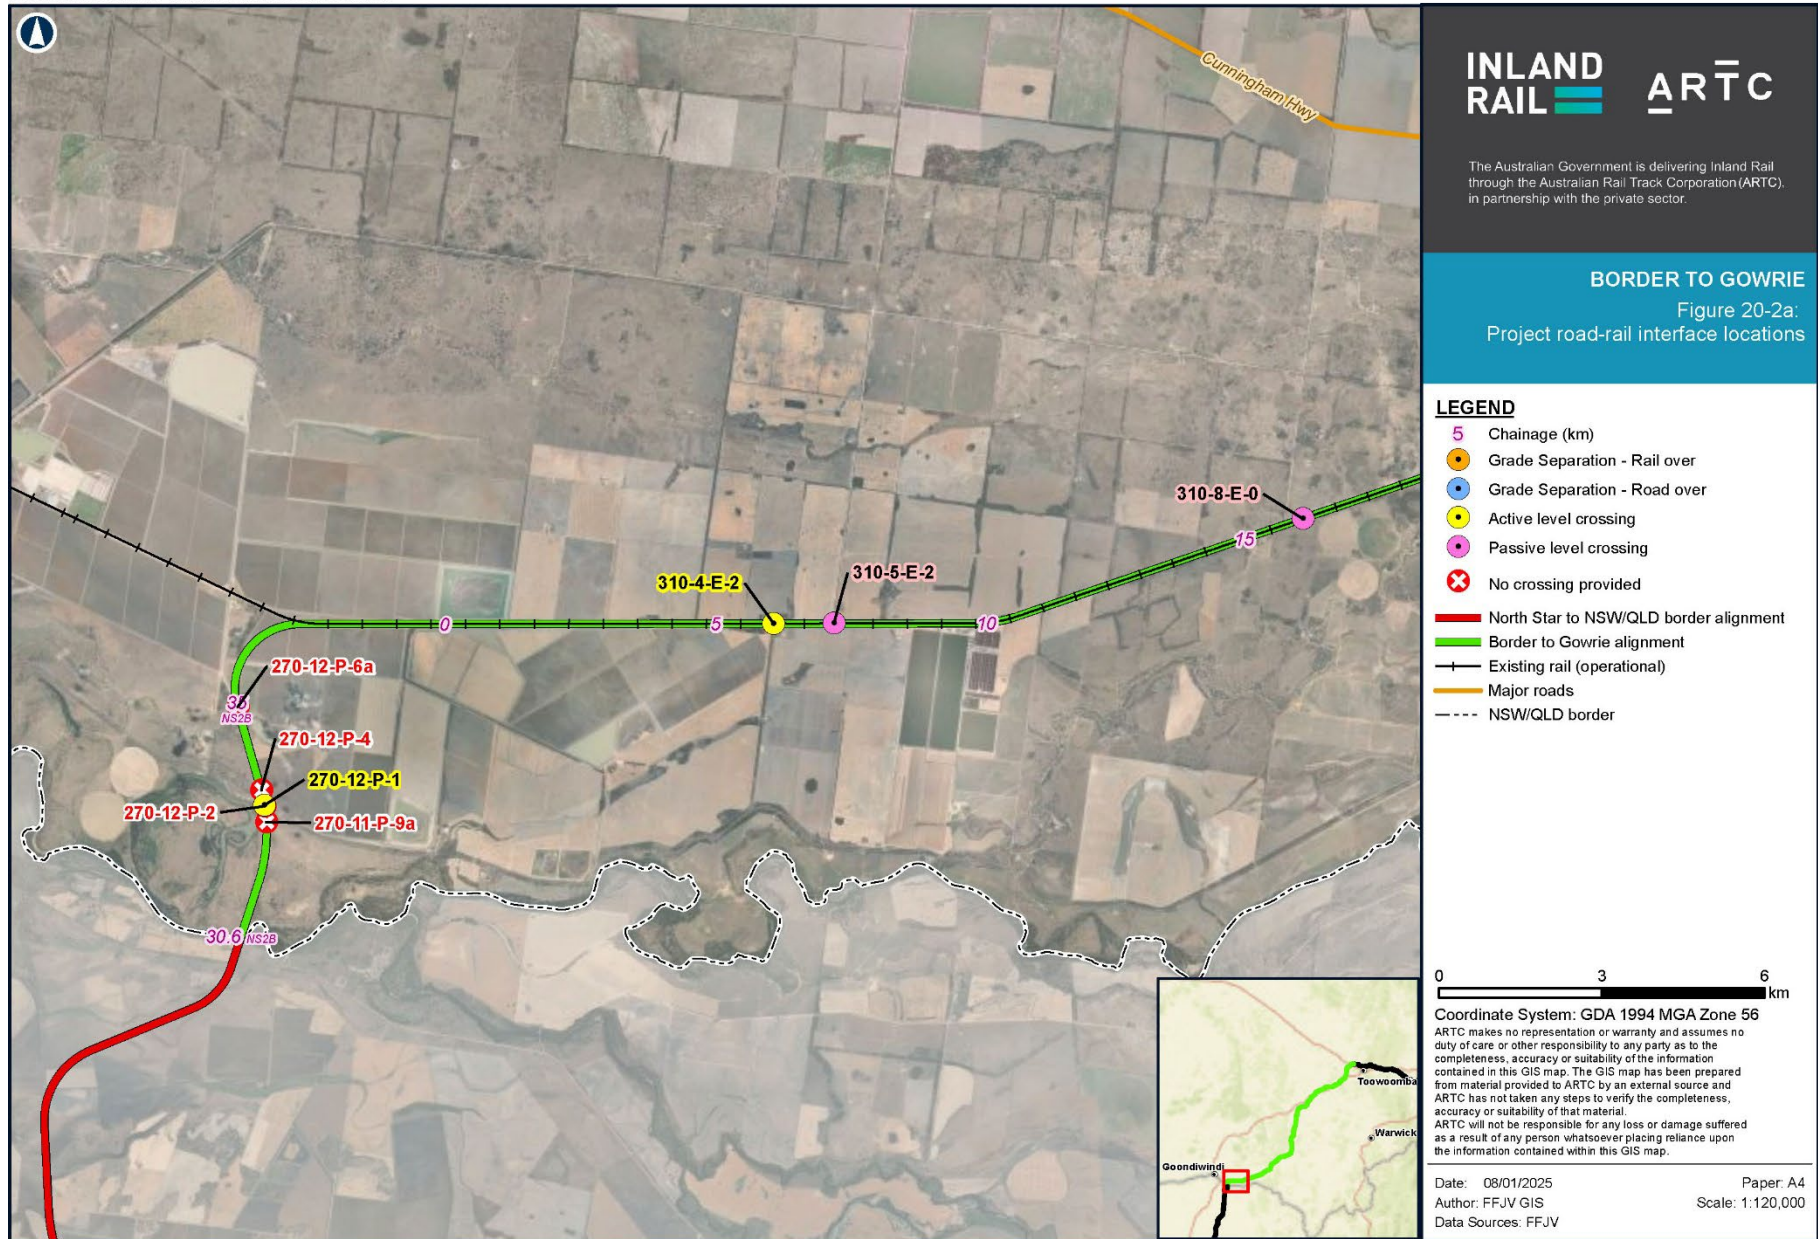 Cunningham Hwy
310-8-E-0
15
310-4-E-2
310-5-E-2
0
5
10
270-12-P-6a
35
NS2B
270-12-P-4
270-12-P-1
270-12-P-2
270-11-P-9a
30.6 NS2B
Toowoomba
Warwick
Goondiwindi
INLAND
RAIL
ARTC
The Australian Government is delivering Inland Rail
through the Australian Rail Track Corporation (ARTC),
in partnership with the private sector.
BORDER TO GOWRIE
Figure 20-2a:
Project road-rail interface locations
LEGEND
5 Chainage (km)
Grade Separation - Rail over
Grade Separation - Road over
Active level crossing
Passive level crossing
No crossing provided
North Star to NSW/QLD border alignment
Border to Gowrie alignment
Existing rail (operational)
Major roads
NSW/QLD border
0 3 6
km
Coordinate System: GDA 1994 MGA Zone 56
ARTC makes no representation or warranty and assumes no
duty of care or other responsibility to any party as to the
completeness, accuracy or suitability of the information
contained in this GIS map. The GIS map has been prepared
from material provided to ARTC by an external source and
ARTC has not taken any steps to verify the completeness,
accuracy or suitability of that material.
ARTC will not be responsible for any loss or damage suffered
as a result of any person whatsoever placing reliance upon
the information contained within this GIS map.
Date: 08/01/2025 Paper: A4
Author: FFJV GIS Scale: 1:120,000
Data Sources: FFJV